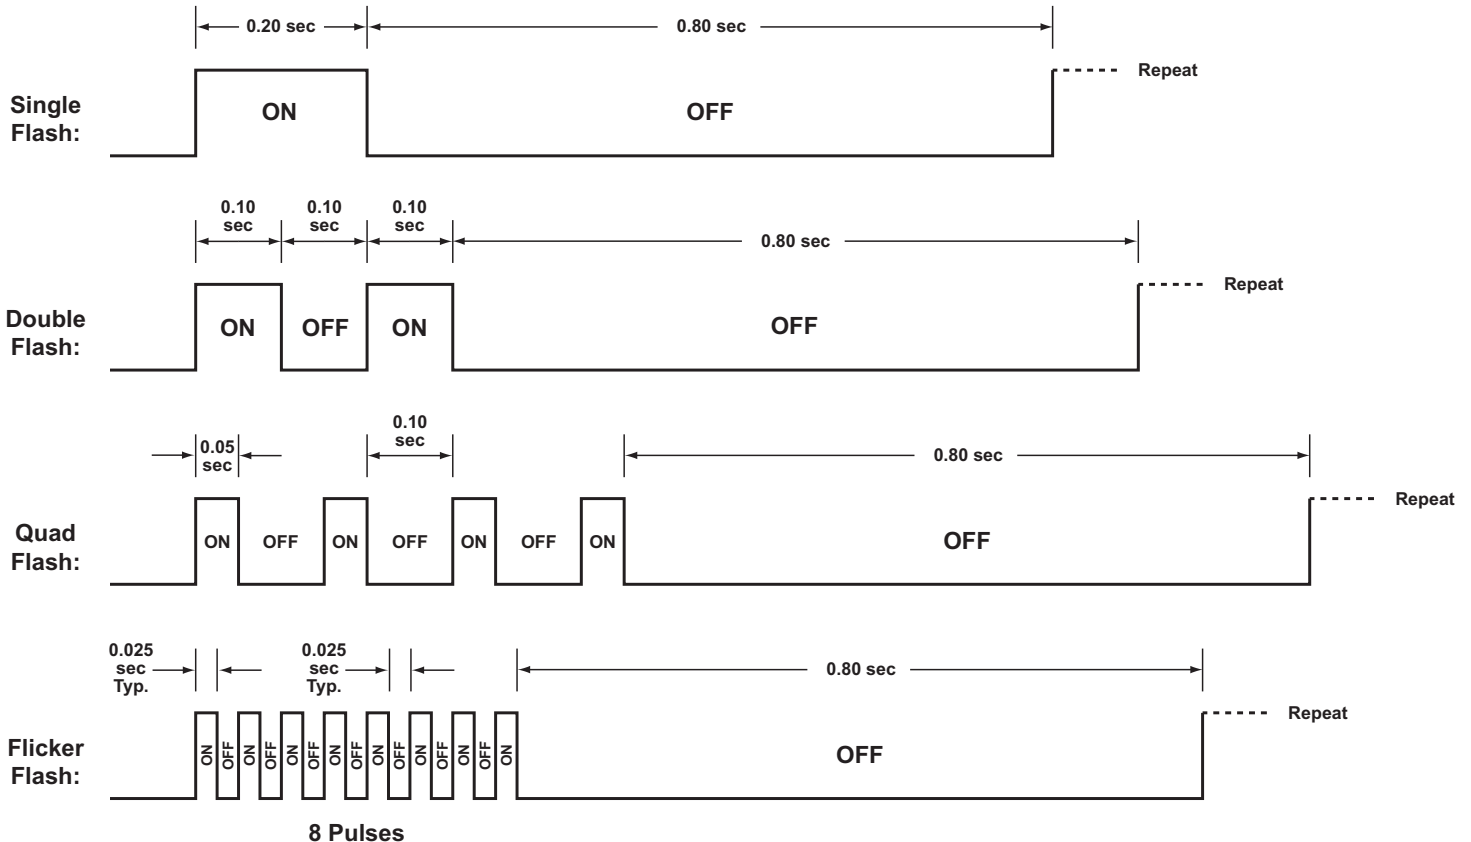 0.20 sec
0.80 sec
Repeat
Single
Flash:
ON
OFF
0.10
sec
0.10
sec
0.10
sec
0.80 sec
Repeat
Double
Flash:
ON
OFF
ON
OFF
0.05
sec
0.10
sec
0.80 sec
Repeat
Quad
Flash:
ON
OFF
ON
OFF
ON
OFF
ON
OFF
0.025
sec
Typ.
0.025
sec
Typ.
0.80 sec
Repeat
Flicker
Flash:
ON
OFF
ON
OFF
ON
OFF
ON
OFF
ON
OFF
ON
OFF
ON
OFF
ON
OFF
8 Pulses